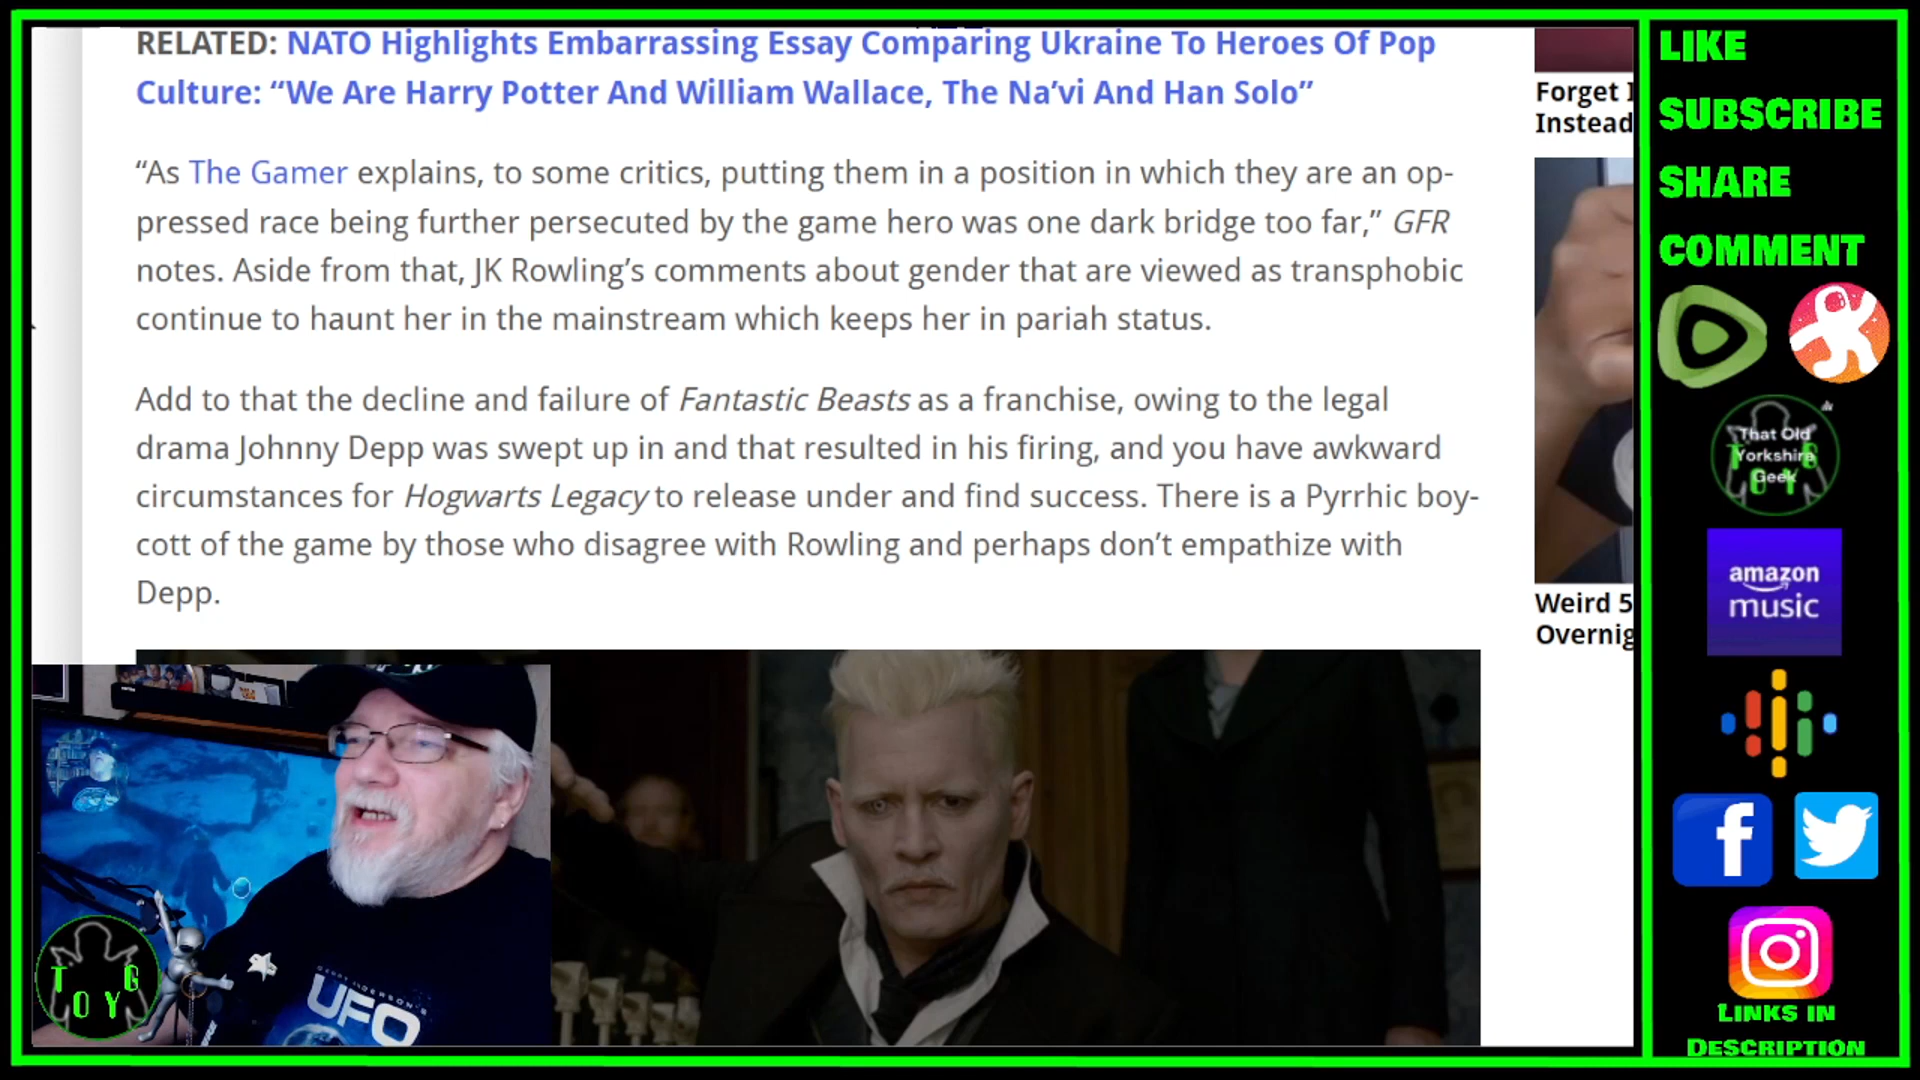 RELATED: NATO Highlights Embarrassing Essay Comparing Ukraine To Heroes Of Pop
Culture: “We Are Harry Potter And William Wallace, The Na’vi And Han Solo”
“As The Gamer explains, to some critics, putting them in a position in which they are an op-
pressed race being further persecuted by the game hero was one dark bridge too far,” GFR
notes. Aside from that, JK Rowling’s comments about gender that are viewed as transphobic
continue to haunt her in the mainstream which keeps her in pariah status.
Add to that the decline and failure of Fantastic Beasts as a franchise, owing to the legal
drama Johnny Depp was swept up in and that resulted in his firing, and you have awkward
circumstances for Hogwarts Legacy to release under and find success. There is a Pyrrhic boy-
cott of the game by those who disagree with Rowling and perhaps don’t empathize with
Depp.
Forget
Instead
Weird 5
Overnig
LIKE
SUBSCRIBE
SHARE
COMMENT
That Old
Yorkshire
Geek
amazon
music
LINKS IN
DESCRIPTION
T G
O Y
GERRY ANDERSON'S
UFO